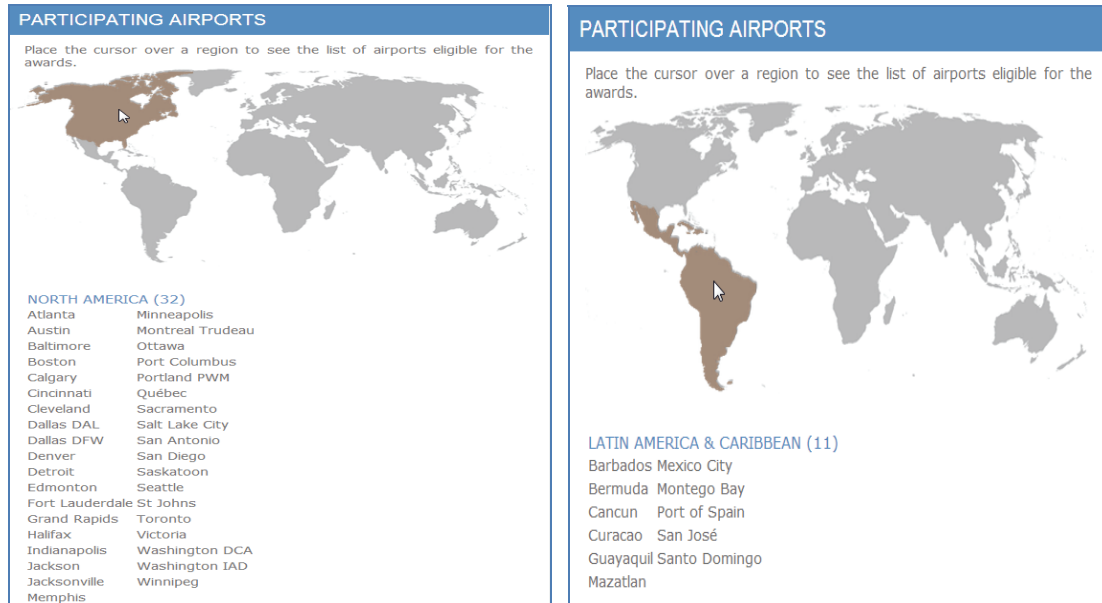 PARTICIPATING AIRPORTS
Place the cursor over a region to see the list of airports eligible for the
awards.
NORTH AMERICA (32)
Atlanta Minneapolis
Austin Montreal Trudeau
Baltimore Ottawa
Boston Port Columbus
Calgary Portland PWM
Cincinnati Québec
Cleveland Sacramento
Dallas DAL Salt Lake City
Dallas DFW San Antonio
Denver San Diego
Detroit Saskatoon
Edmonton Seattle
Fort Lauderdale St Johns
Grand Rapids Toronto
Halifax Victoria
Indianapolis Washington DCA
Jackson Washington IAD
Jacksonville Winnipeg
Memphis
PARTICIPATING AIRPORTS
Place the cursor over a region to see the list of airports eligible for the
awards.
LATIN AMERICA & CARIBBEAN (11)
Barbados Mexico City
Bermuda Montego Bay
Cancun Port of Spain
Curacao San José
Guayaquil Santo Domingo
Mazatlan